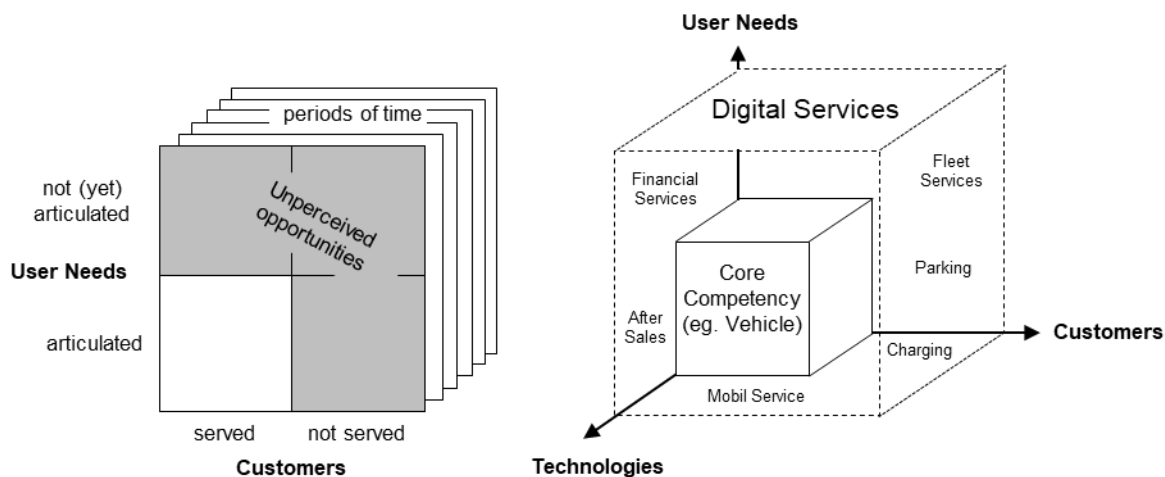 periods of time
not (yet)
articulated
Unperceived
opportunities
User Needs
articulated
served
not served
Customers
User Needs
Digital Services
Financial
Services
Fleet
Services
Core
Competency
(eg. Vehicle)
Parking
After
Sales
Customers
Charging
Mobil Service
Technologies